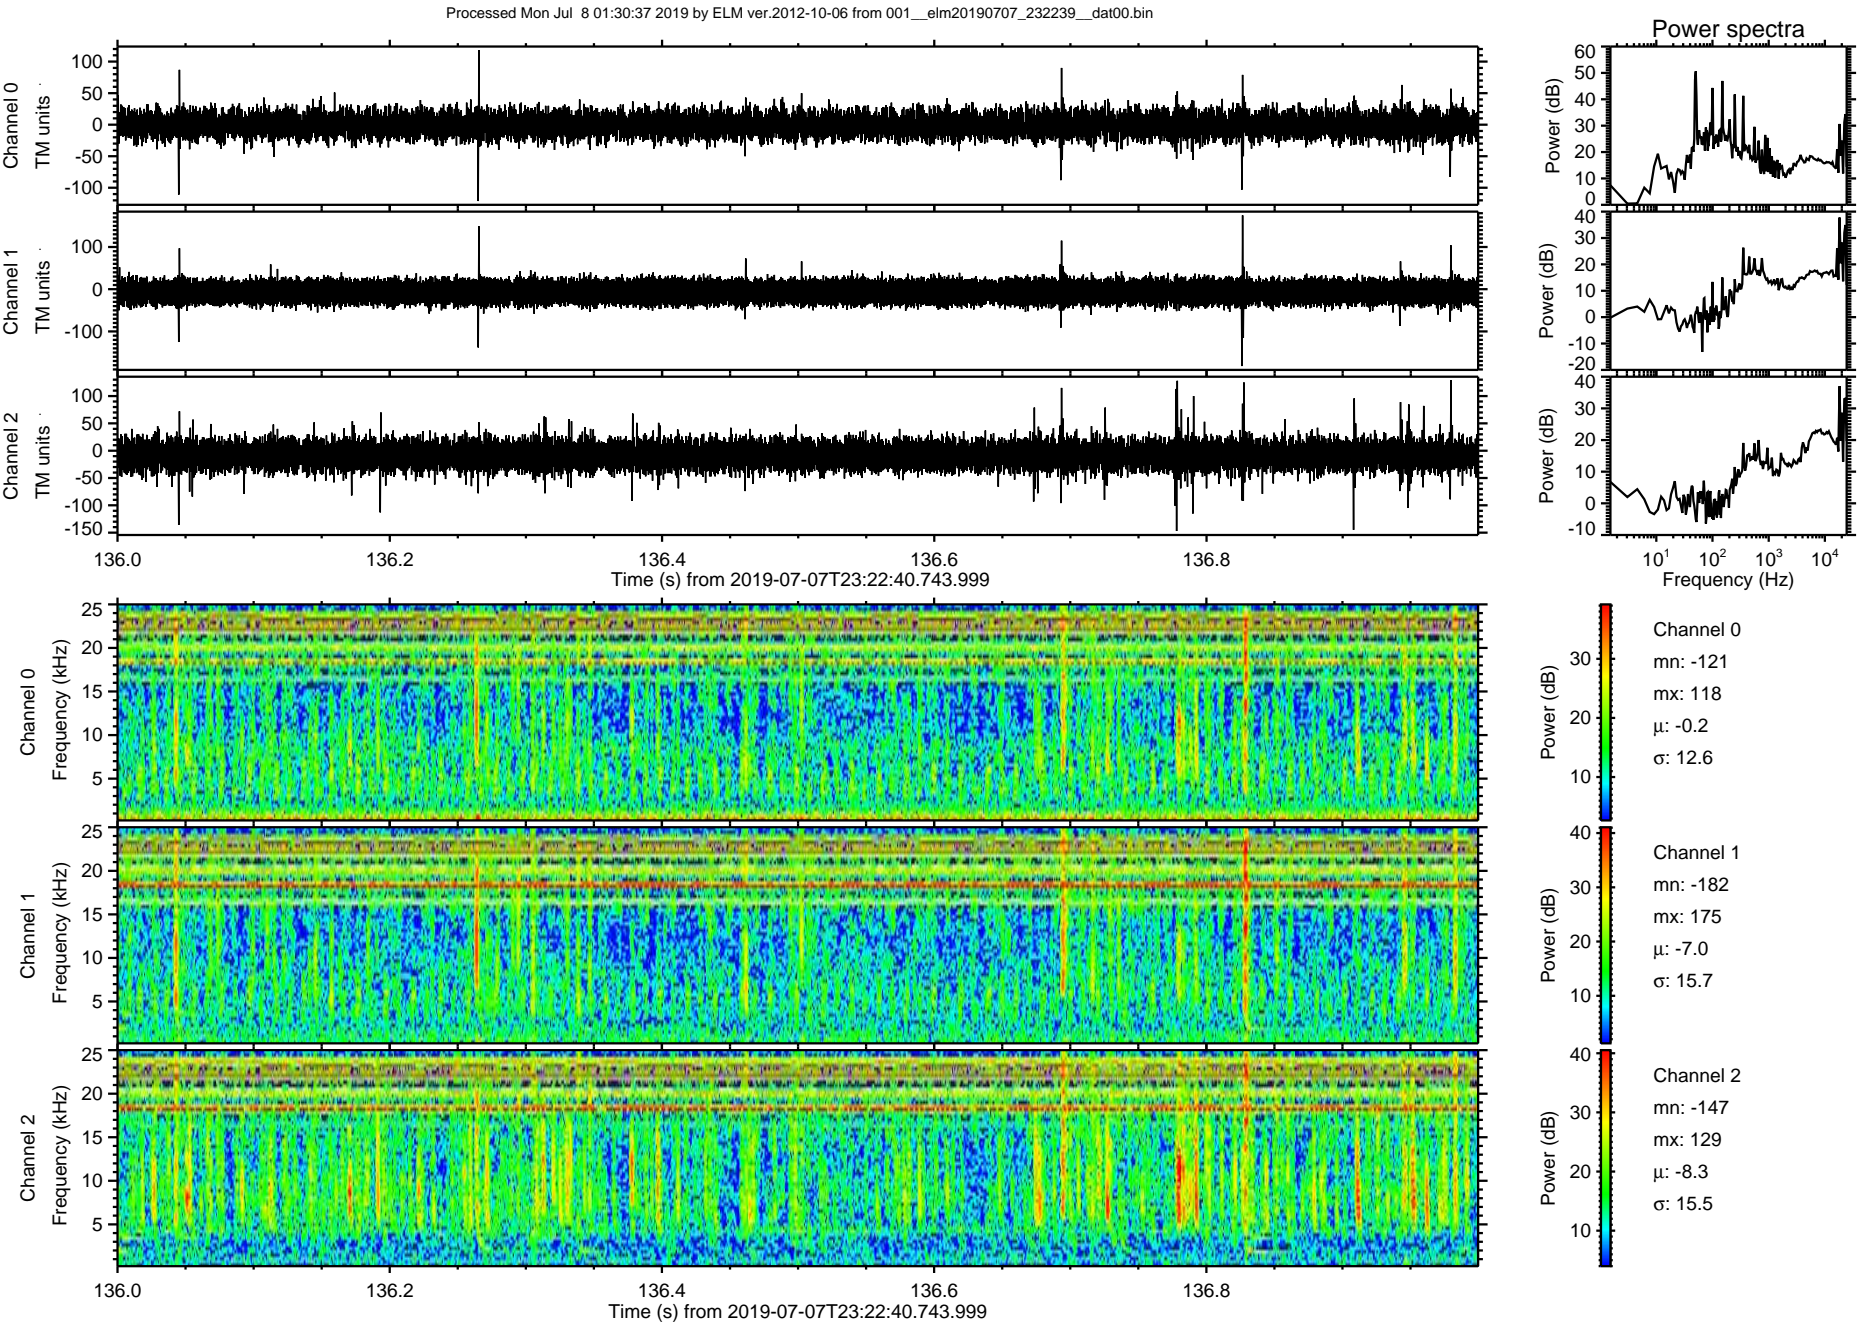 Processed Mon Jul  8 01:30:37 2019 by ELM ver.2012-10-06 from 001__elm20190707_232239__dat00.bin
Power spectra
Channel 0
TM units
100
50
0
-50
-100
Power (dB)
60
50
40
30
20
10
0
Channel 1
TM units
100
0
-100
Power (dB)
40
30
20
10
0
-10
-20
Channel 2
TM units
100
50
0
-50
-100
-150
Power (dB)
40
30
20
10
0
-10
136.0 136.2 136.4 136.6 136.8
Time (s) from 2019-07-07T23:22:40.743.999
10¹ 10² 10³ 10⁴
Frequency (Hz)
Channel 0
Frequency (kHz)
25
20
15
10
5
Power (dB)
30
20
10
Channel 0
mn: -121
mx: 118
μ: -0.2
σ: 12.6
Channel 1
Frequency (kHz)
25
20
15
10
5
Power (dB)
40
30
20
10
Channel 1
mn: -182
mx: 175
μ: -7.0
σ: 15.7
Channel 2
Frequency (kHz)
25
20
15
10
5
Power (dB)
40
30
20
10
Channel 2
mn: -147
mx: 129
μ: -8.3
σ: 15.5
136.0 136.2 136.4 136.6 136.8
Time (s) from 2019-07-07T23:22:40.743.999